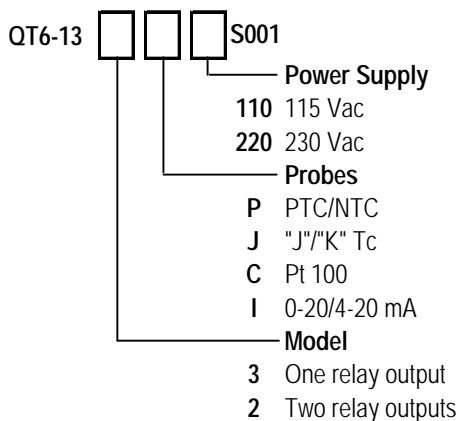 QT6-13 S001
Power Supply
110 115 Vac
220 230 Vac
Probes
P PTC/NTC
J "J"/"K" Tc
C Pt 100
I 0-20/4-20 mA
Model
3 One relay output
2 Two relay outputs